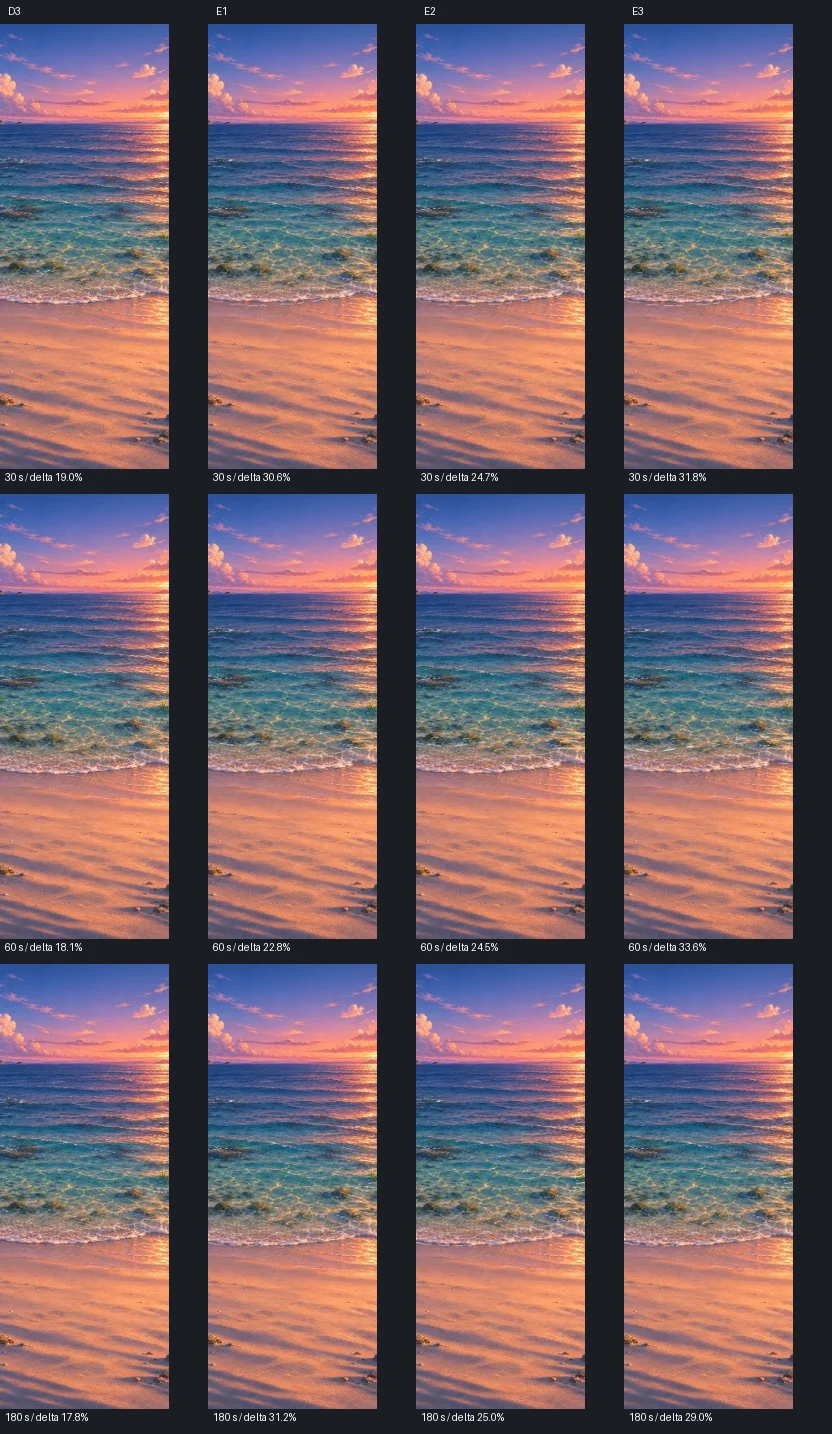 D3 E1 E2 E3
30 s / delta 19.0% 30 s / delta 30.6% 30 s / delta 24.7% 30 s / delta 31.8%
60 s / delta 18.1% 60 s / delta 22.8% 60 s / delta 24.5% 60 s / delta 33.6%
180 s / delta 17.8% 180 s / delta 31.2% 180 s / delta 25.0% 180 s / delta 29.0%